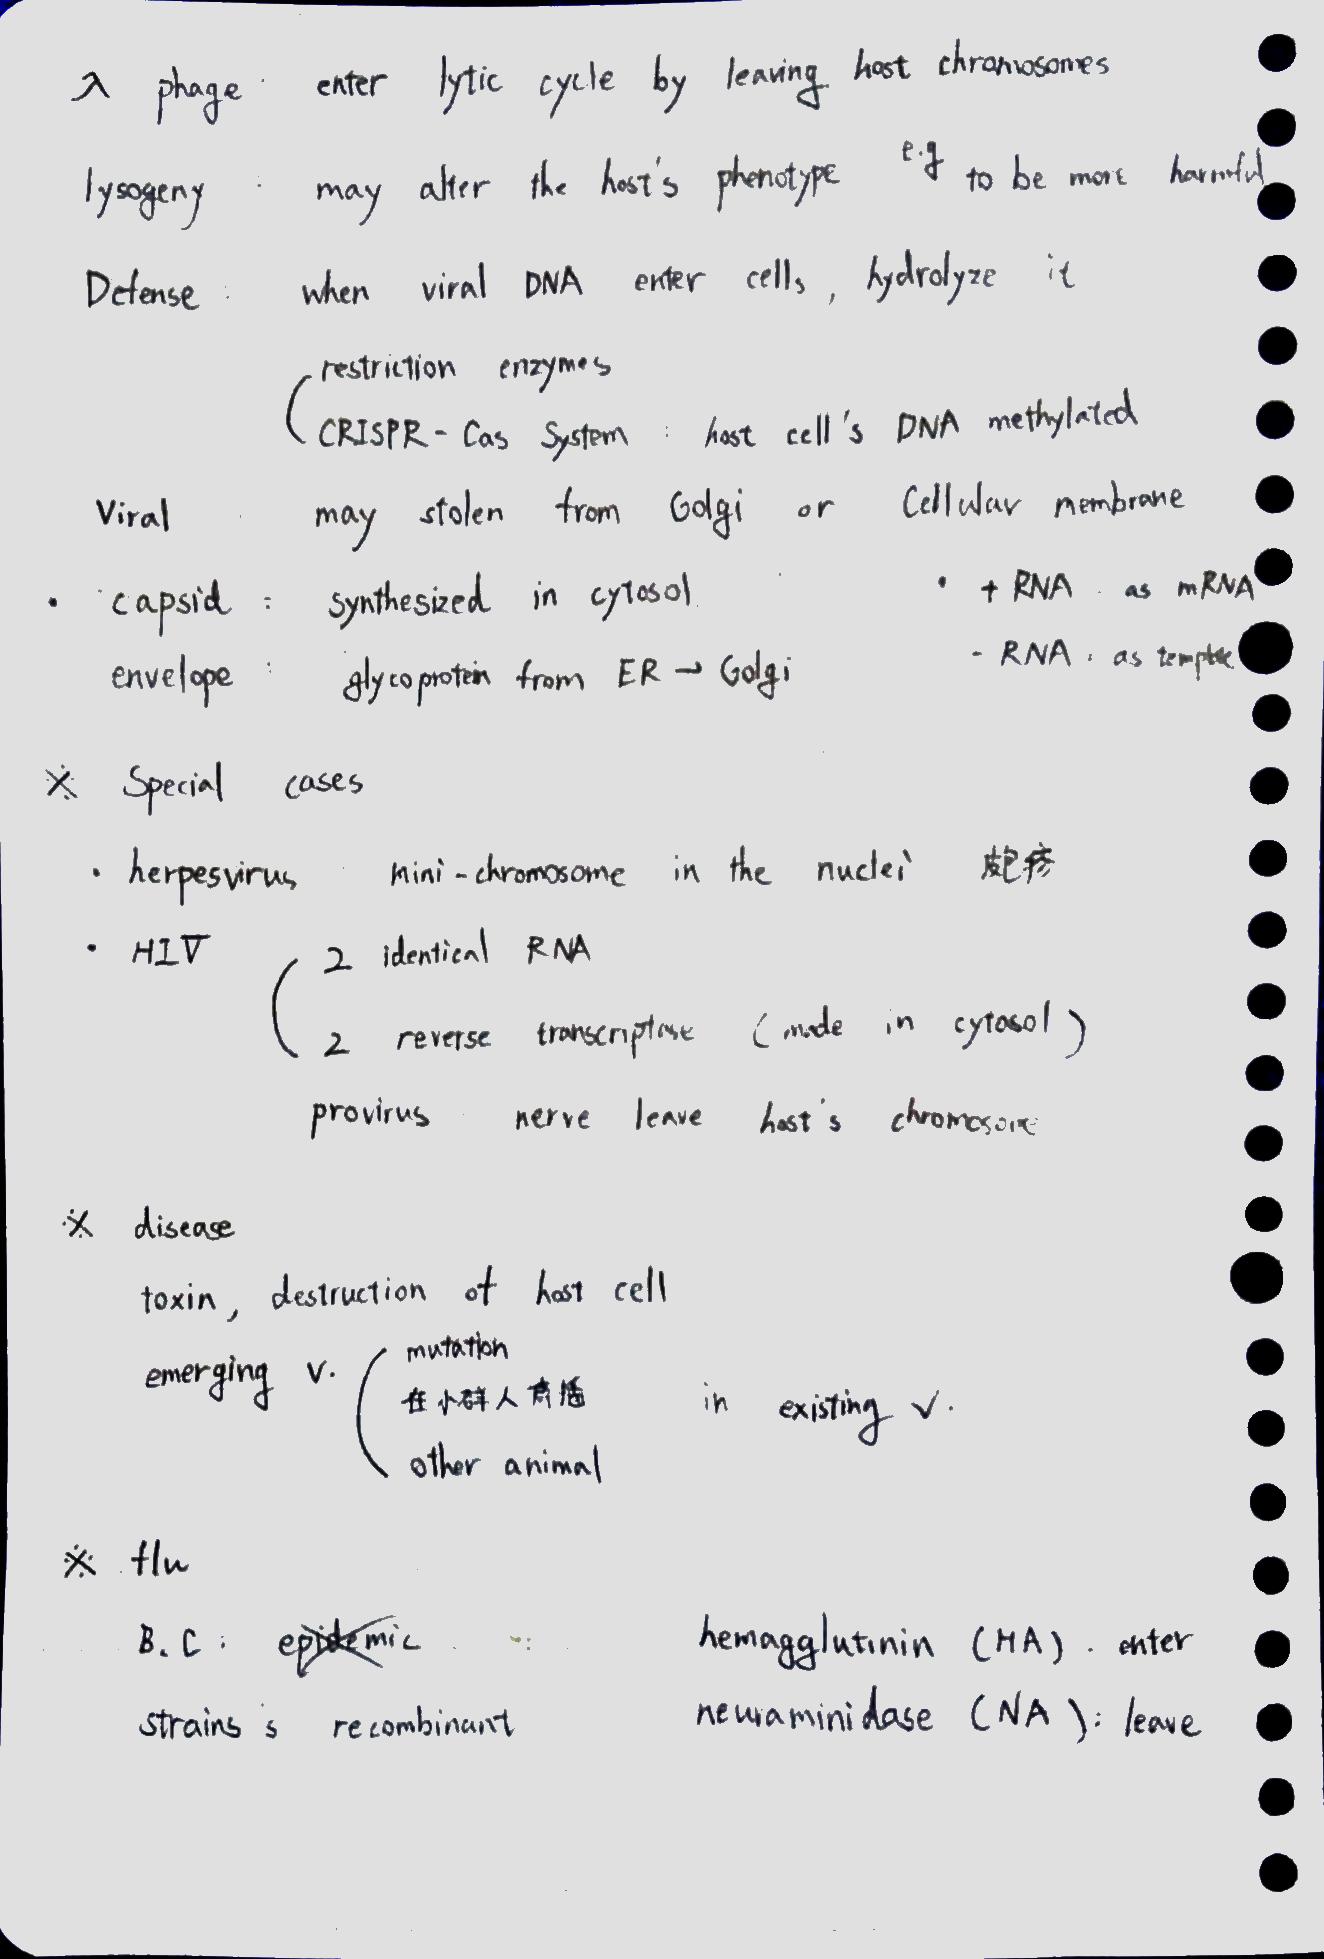 λ phage : enter lytic cycle by leaving host chromosomes
lysogeny : may alter the host's phenotype e.g to be more harmful
Defense : when viral DNA enter cells, hydrolyze it
restriction enzymes
CRISPR-Cas System : host cell's DNA methylated
Viral : may stolen from Golgi or Cellular membrane
• capsid : synthesized in cytosol • + RNA : as mRNA
envelope : glycoprotein from ER → Golgi - RNA : as template
※ Special cases
• herpesvirus mini-chromosome in the nuclei 皰疹
• HIV 2 identical RNA
2 reverse transcriptase (made in cytosol)
provirus nerve leave host's chromosome
※ disease
toxin, destruction of host cell
emerging v. mutation
在小群人 in existing v.
other animal
※ flu
B.C : epidemic hemagglutinin (HA) : enter
strains's recombinant neuraminidase (NA) : leave